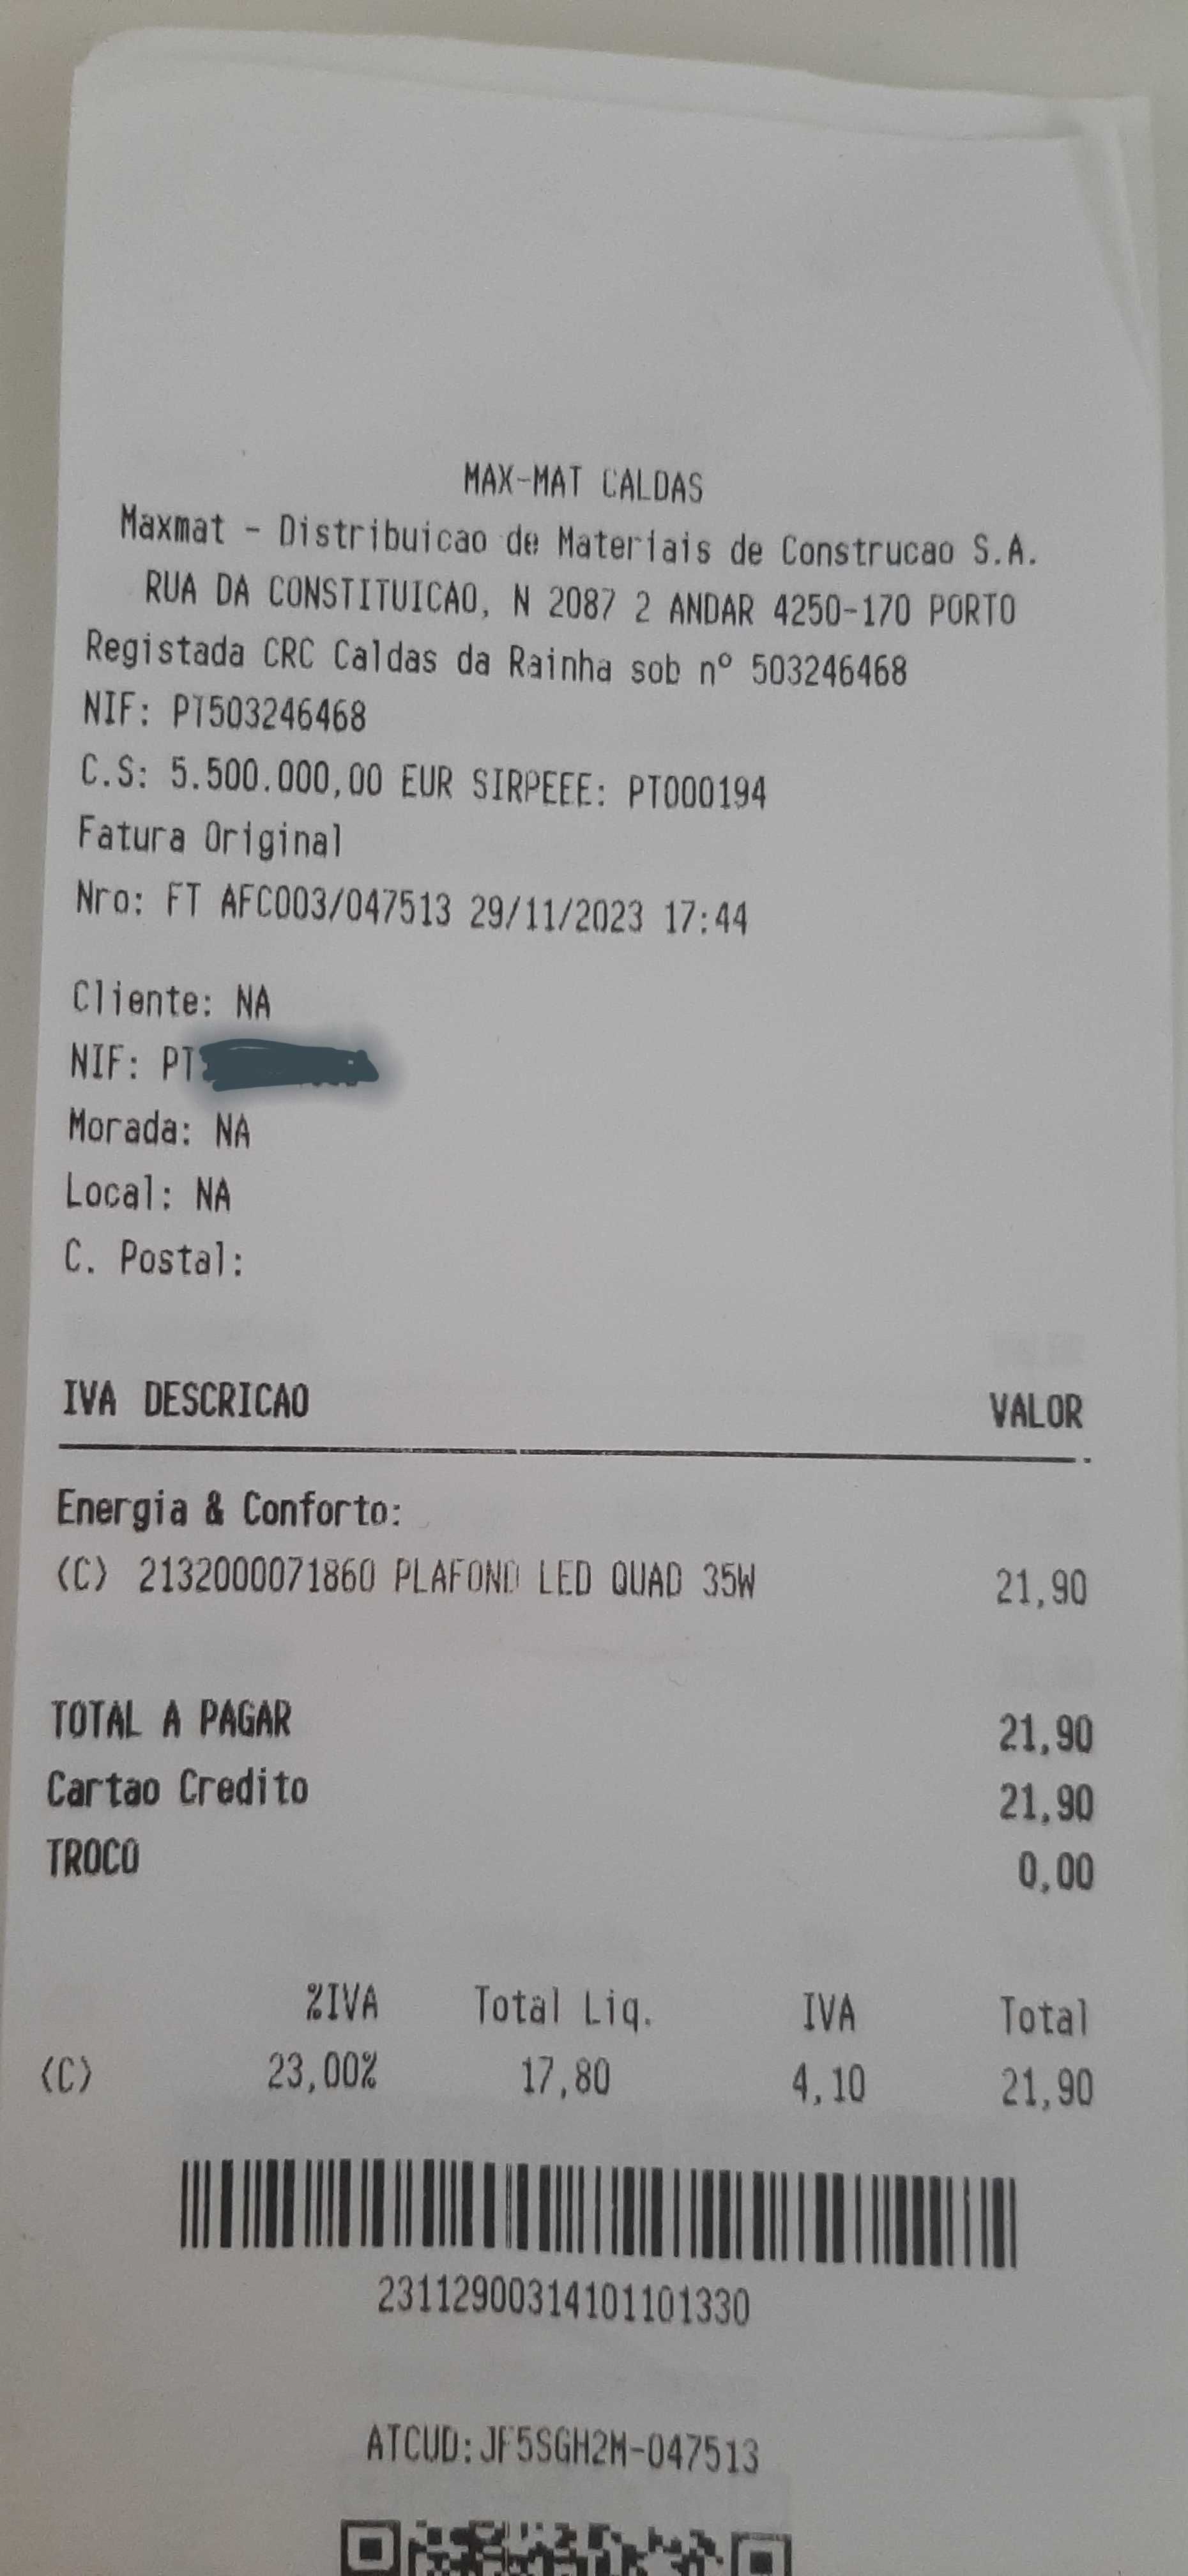 MAX-MAT CALDAS
Maxmat - Distribuicao de Materiais de Construcao S.A.
RUA DA CONSTITUICAO, N 2087 2 ANDAR 4250-170 PORTO
Registada CRC Caldas da Rainha sob nº 503246468
NIF: PT503246468
C.S: 5.500.000,00 EUR SIRPEEE: PT000194
Fatura Original
Nro: FT AFC003/047513 29/11/2023 17:44
Cliente: NA
NIF: PT
Morada: NA
Local: NA
C. Postal:
IVA DESCRICAO VALOR
Energia & Conforto:
(C) 2132000071860 PLAFOND LED QUAD 35W 21,90
TOTAL A PAGAR 21,90
Cartao Credito 21,90
TROCO 0,00
%IVA Total Liq. IVA Total
(C) 23,00% 17,80 4,10 21,90
23112900314101101330
ATCUD:JF5SGH2M-047513